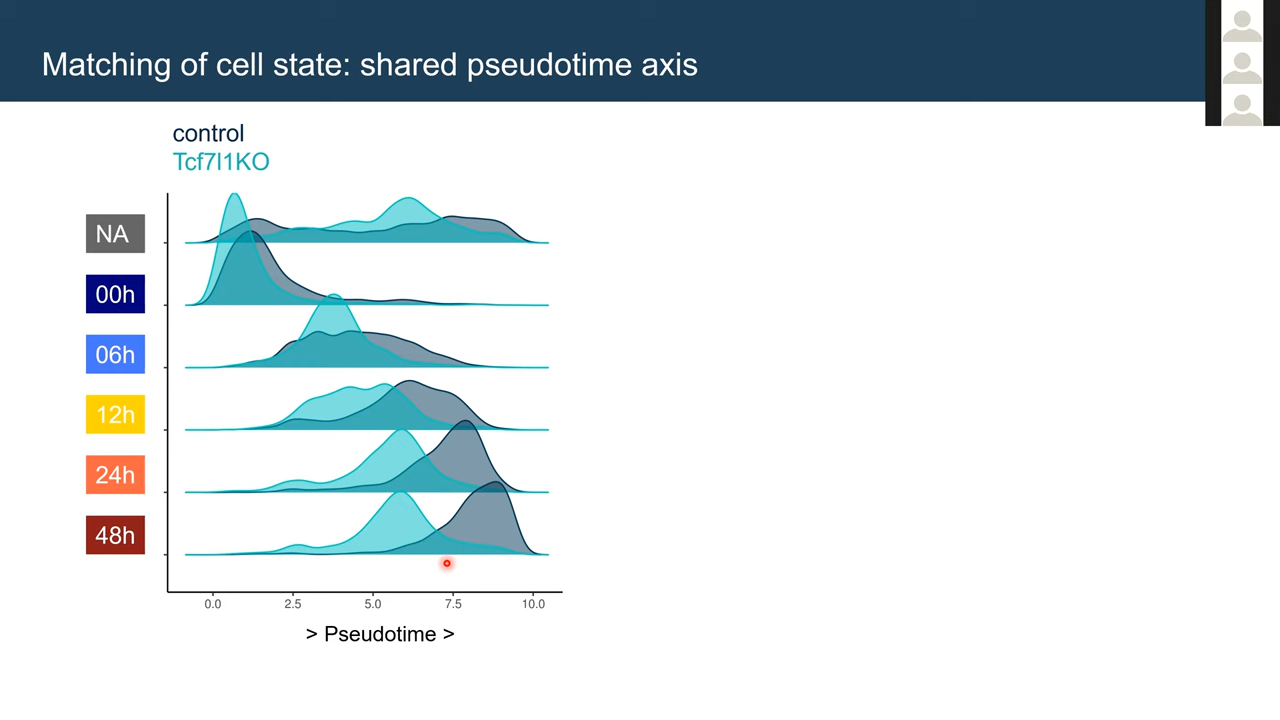 Matching of cell state: shared pseudotime axis
control
Tcf7l1KO
NA
00h
06h
12h
24h
48h
0.0 2.5 5.0 7.5 10.0
> Pseudotime >